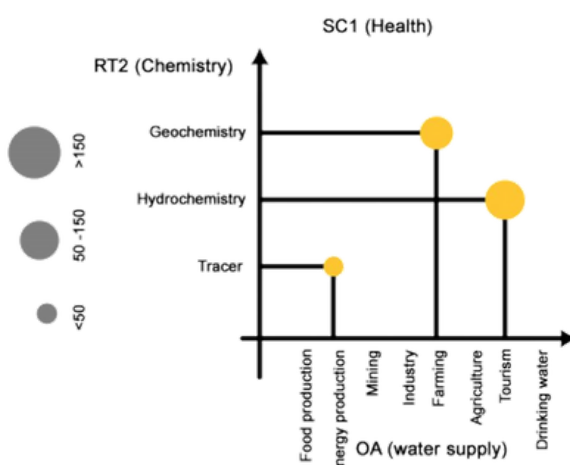 SC1 (Health)
RT2 (Chemistry)
Geochemistry
Hydrochemistry
Tracer
>150
50 -150
<50
Food production
nergy production
Mining
Industry
Farming
Agriculture
Tourism
Drinking water
OA (water supply)